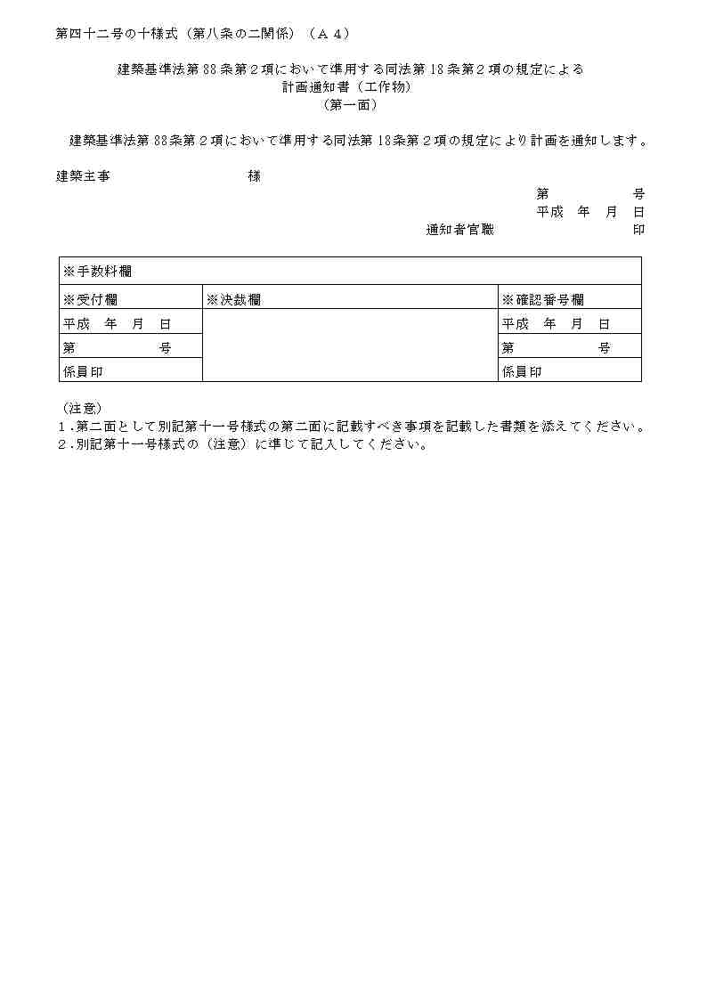 第四十二号の十様式（第八条の二関係）（Ａ４）
建築基準法第88条第２項において準用する同法第18条第２項の規定による
計画通知書（工作物）
（第一面）
建築基準法第88条第２項において準用する同法第18条第２項の規定により計画を通知します。
建築主事　　　　　　　　　　様
第　　　　　　号
平成　年　月　日
通知者官職　　　　　　　　　　印
※手数料欄
※受付欄　※決裁欄　※確認番号欄
平成　年　月　日　平成　年　月　日
第　　　　　　号　第　　　　　　号
係員印　係員印
（注意）
１.第二面として別記第十一号様式の第二面に記載すべき事項を記載した書類を添えてください。
２.別記第十一号様式の（注意）に準じて記入してください。